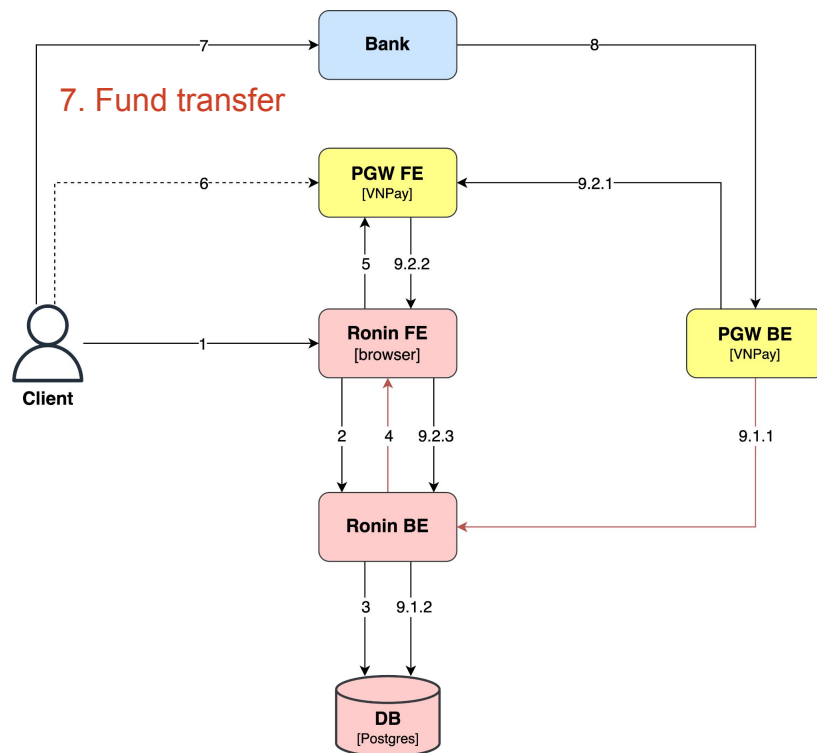 7
Bank
8
7. Fund transfer
6
PGW FE
[VNPay]
9.2.1
5
9.2.2
1
Ronin FE
[browser]
PGW BE
[VNPay]
Client
2
4
9.2.3
9.1.1
Ronin BE
3
9.1.2
DB
[Postgres]